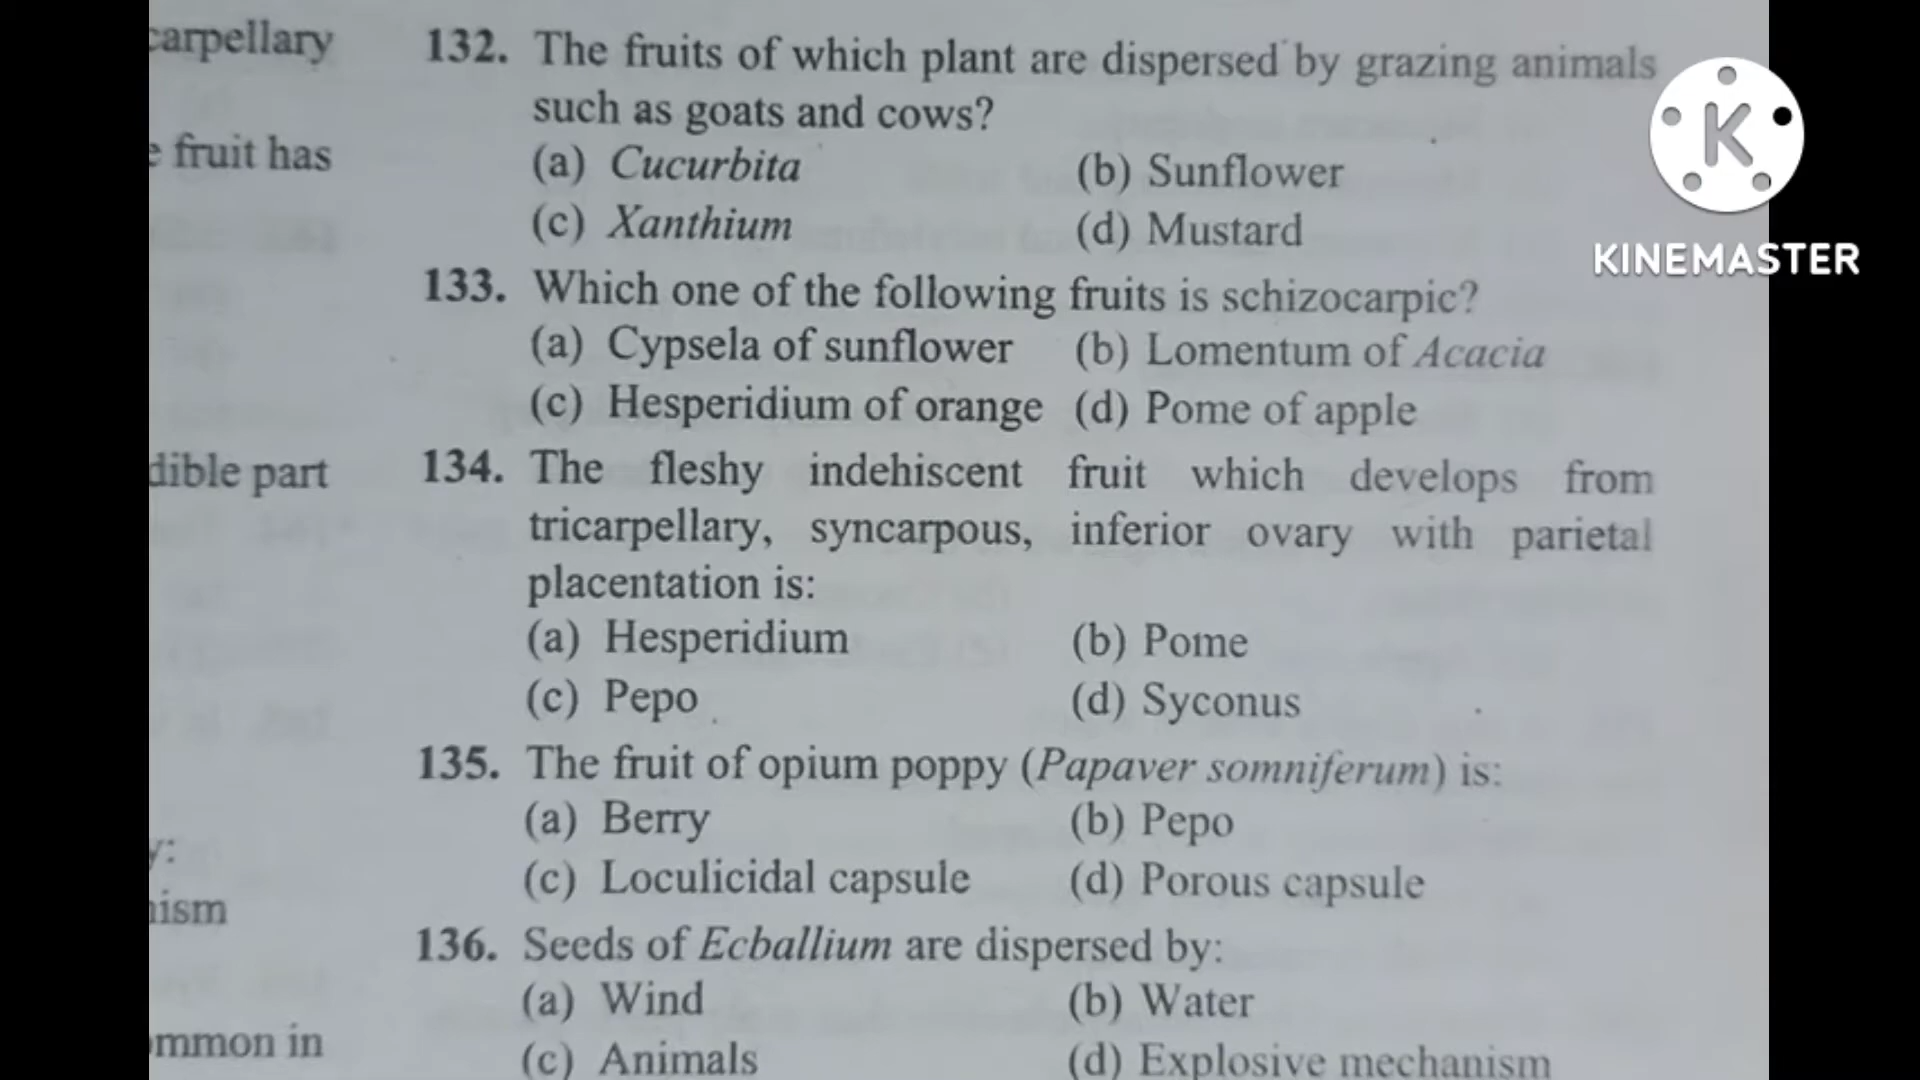 carpellary
e fruit has
dible part
y:
nism
ommon in
132. The fruits of which plant are dispersed by grazing animals
such as goats and cows?
(a) Cucurbita (b) Sunflower
(c) Xanthium (d) Mustard
133. Which one of the following fruits is schizocarpic?
(a) Cypsela of sunflower (b) Lomentum of Acacia
(c) Hesperidium of orange (d) Pome of apple
134. The fleshy indehiscent fruit which develops from
tricarpellary, syncarpous, inferior ovary with parietal
placentation is:
(a) Hesperidium (b) Pome
(c) Pepo (d) Syconus
135. The fruit of opium poppy (Papaver somniferum) is:
(a) Berry (b) Pepo
(c) Loculicidal capsule (d) Porous capsule
136. Seeds of Ecballium are dispersed by:
(a) Wind (b) Water
(c) Animals (d) Explosive mechanism
K
KINEMASTER